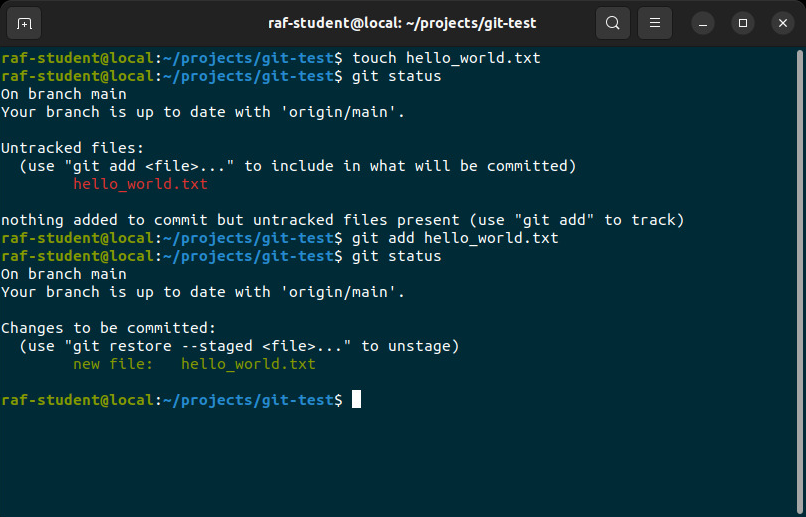 raf-student@local: ~/projects/git-test
raf-student@local:~/projects/git-test$ touch hello_world.txt
raf-student@local:~/projects/git-test$ git status
On branch main
Your branch is up to date with 'origin/main'.
Untracked files:
  (use "git add <file>..." to include in what will be committed)
        hello_world.txt
nothing added to commit but untracked files present (use "git add" to track)
raf-student@local:~/projects/git-test$ git add hello_world.txt
raf-student@local:~/projects/git-test$ git status
On branch main
Your branch is up to date with 'origin/main'.
Changes to be committed:
  (use "git restore --staged <file>..." to unstage)
        new file:   hello_world.txt
raf-student@local:~/projects/git-test$